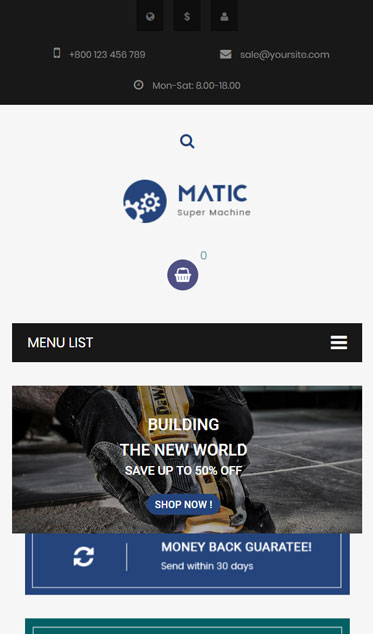 $
+800 123 456 789
sale@yoursite.com
Mon-Sat: 8.00-18.00
MATIC
Super Machine
0
MENU LIST
BUILDING
THE NEW WORLD
SAVE UP TO 50% OFF
SHOP NOW !
MONEY BACK GUARATEE!
Send within 30 days